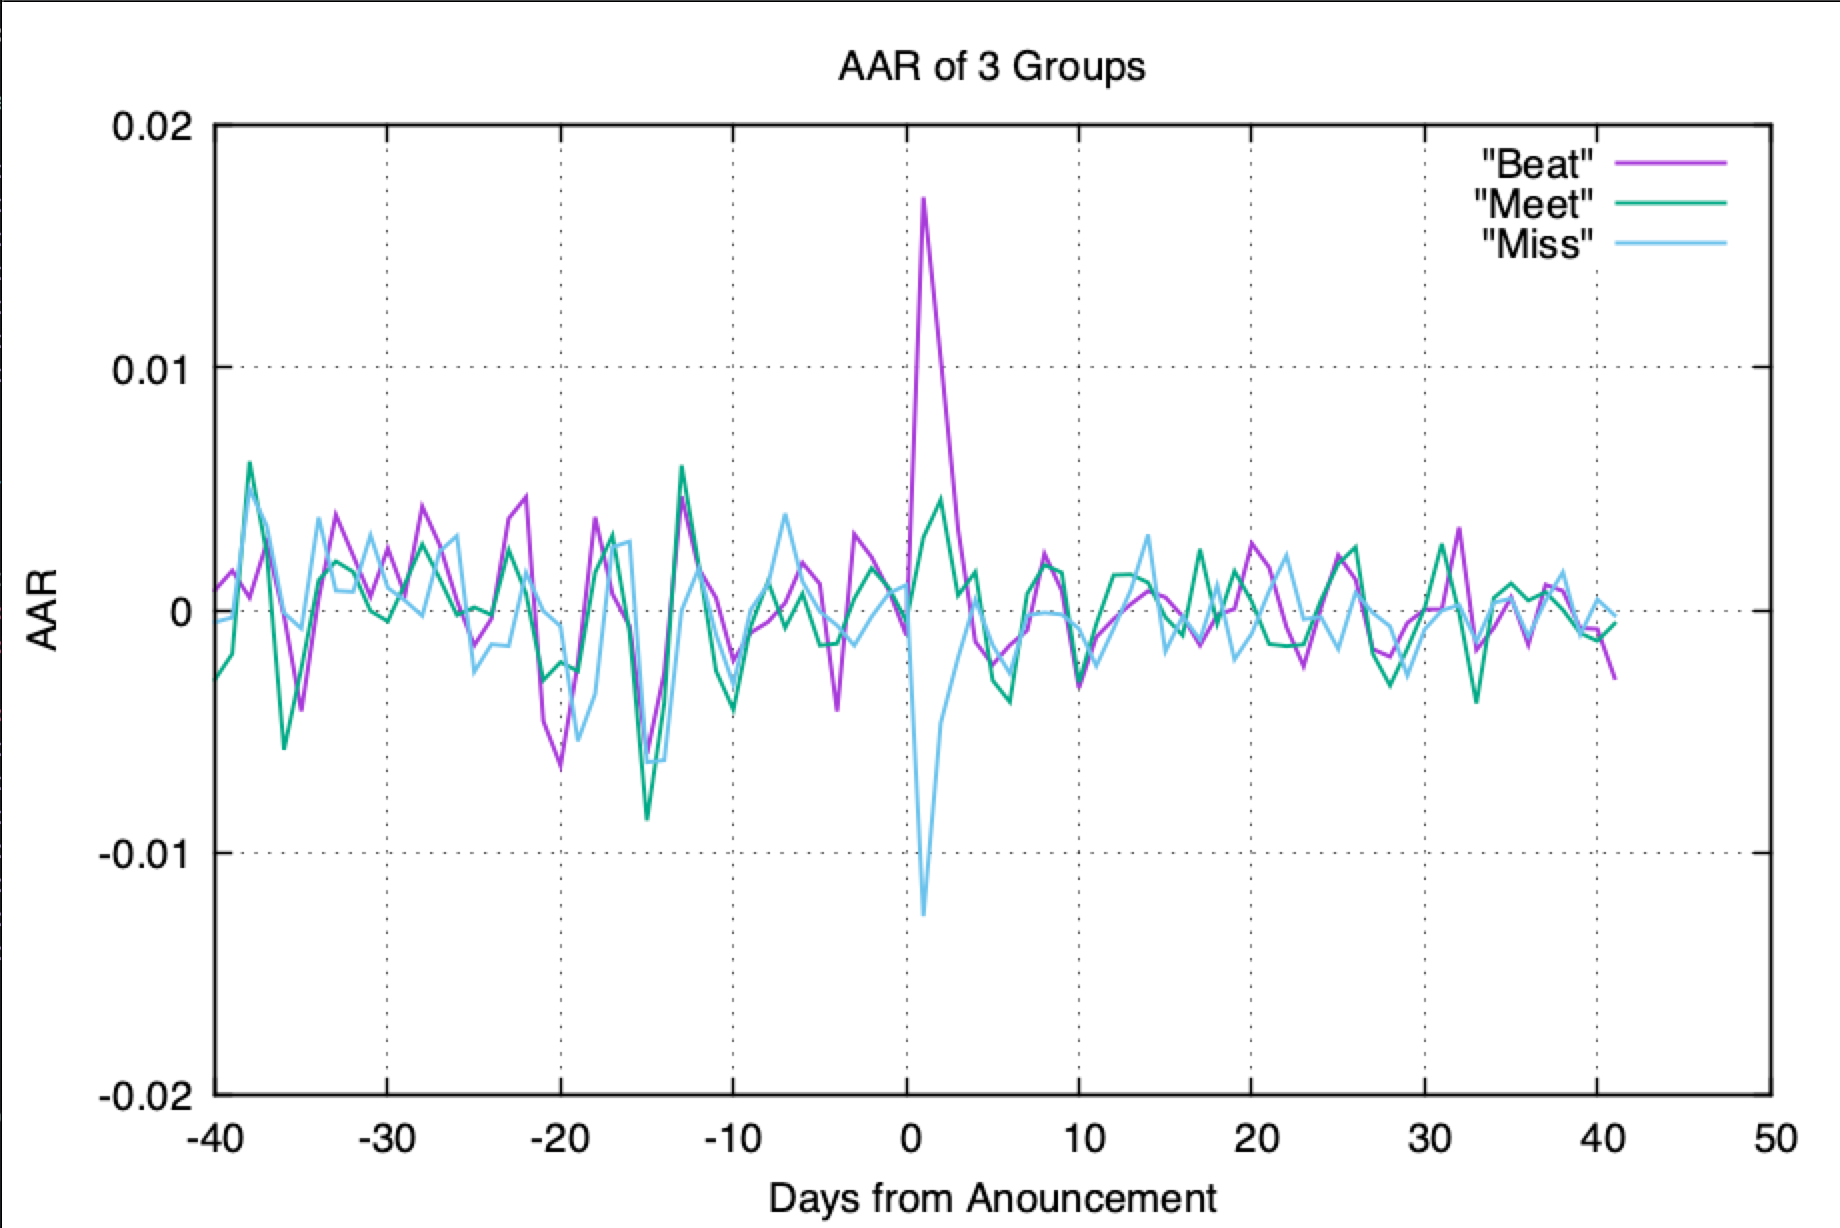 AAR of 3 Groups
0.02
0.01
0
-0.01
-0.02
AAR
"Beat"
"Meet"
"Miss"
-40 -30 -20 -10 0 10 20 30 40 50
Days from Anouncement